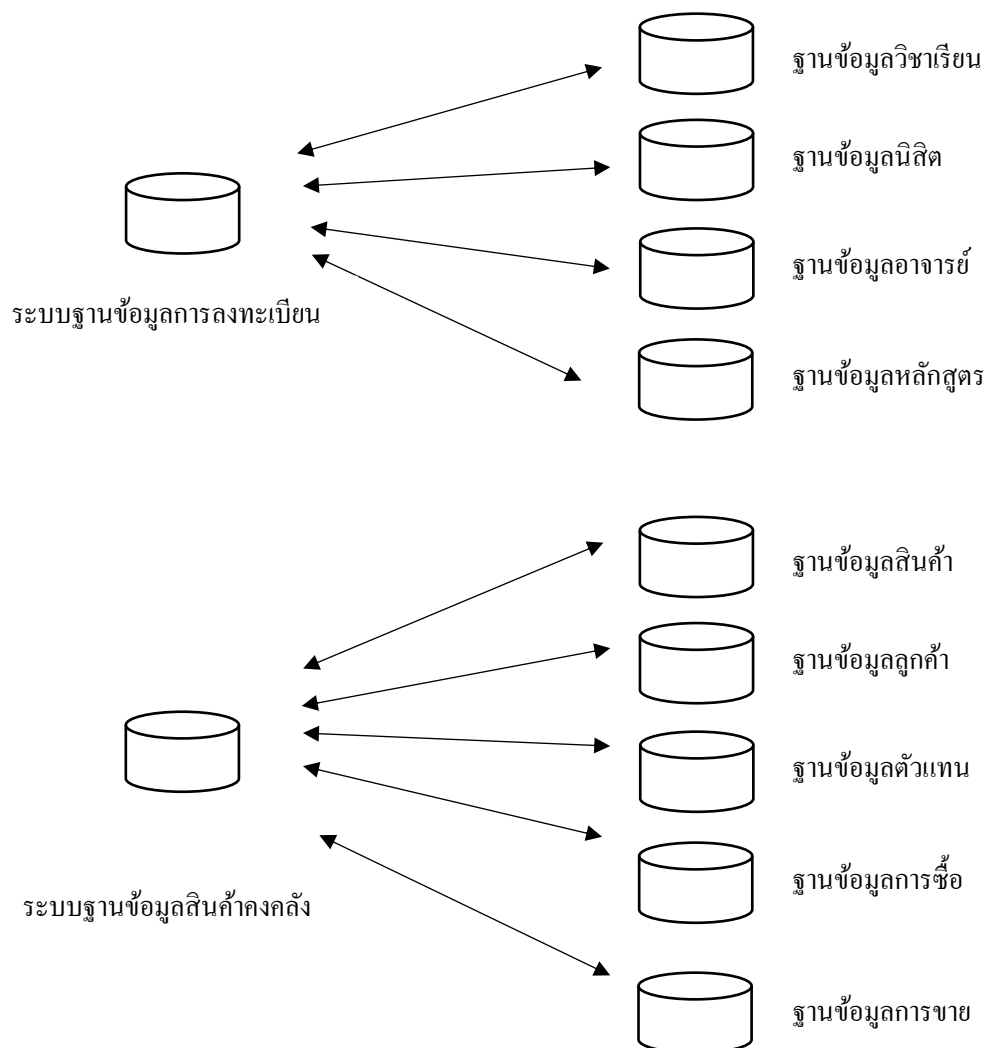 ฐานข้อมูลวิชาเรียน
ฐานข้อมูลนิสิต
ฐานข้อมูลอาจารย์
ระบบฐานข้อมูลการลงทะเบียน
ฐานข้อมูลหลักสูตร
ฐานข้อมูลสินค้า
ฐานข้อมูลลูกค้า
ฐานข้อมูลตัวแทน
ฐานข้อมูลการซื้อ
ระบบฐานข้อมูลสินค้าคงคลัง
ฐานข้อมูลการขาย